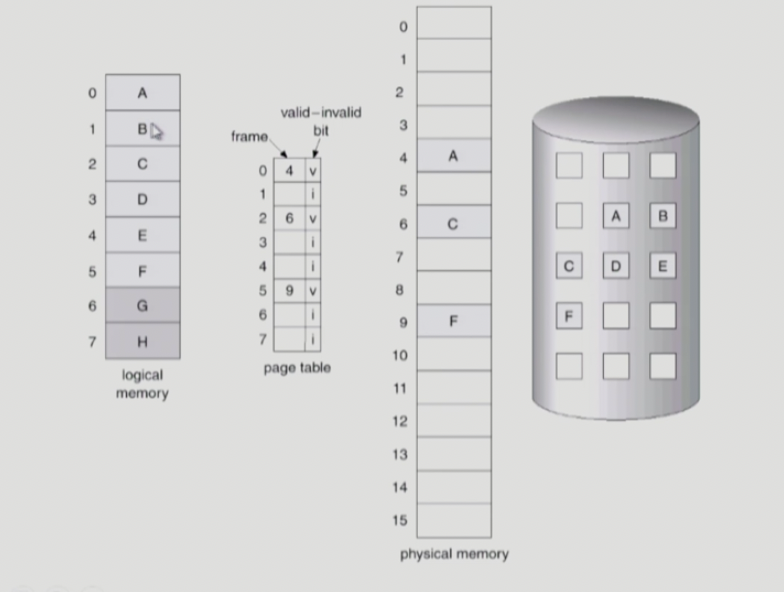 0 A
1 B
2 C
3 D
4 E
5 F
6 G
7 H
logical
memory
valid–invalid
bit
frame
0 4 v
1 i
2 6 v
3 i
4 i
5 9 v
6 i
7 i
page table
0
1
2
3
4 A
5
6 C
7
8
9 F
10
11
12
13
14
15
physical memory
A B
C D E
F